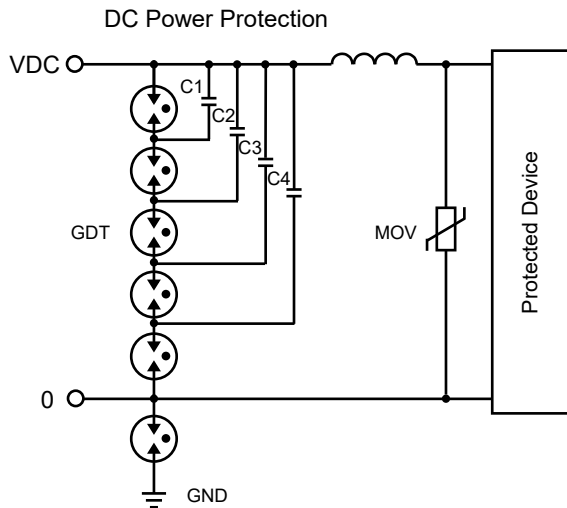 DC Power Protection
VDC
C1
C2
C3
C4
GDT
MOV
Protected Device
0
GND